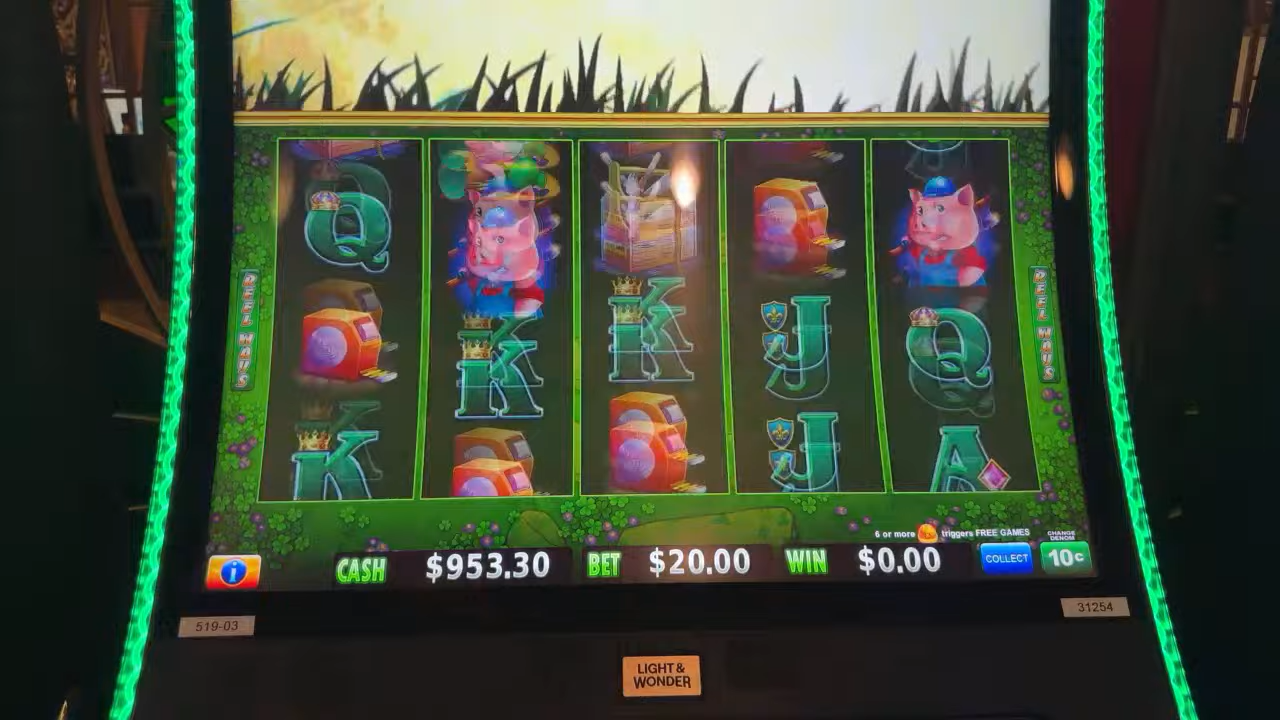 Q
K
K
K
J
J
Q
A
REEL WAYS
REEL WAYS
6 or more triggers FREE GAMES
CHANGE DENOM
CASH $953.30 BET $20.00 WIN $0.00 COLLECT 10¢
519-03
31254
LIGHT &
WONDER